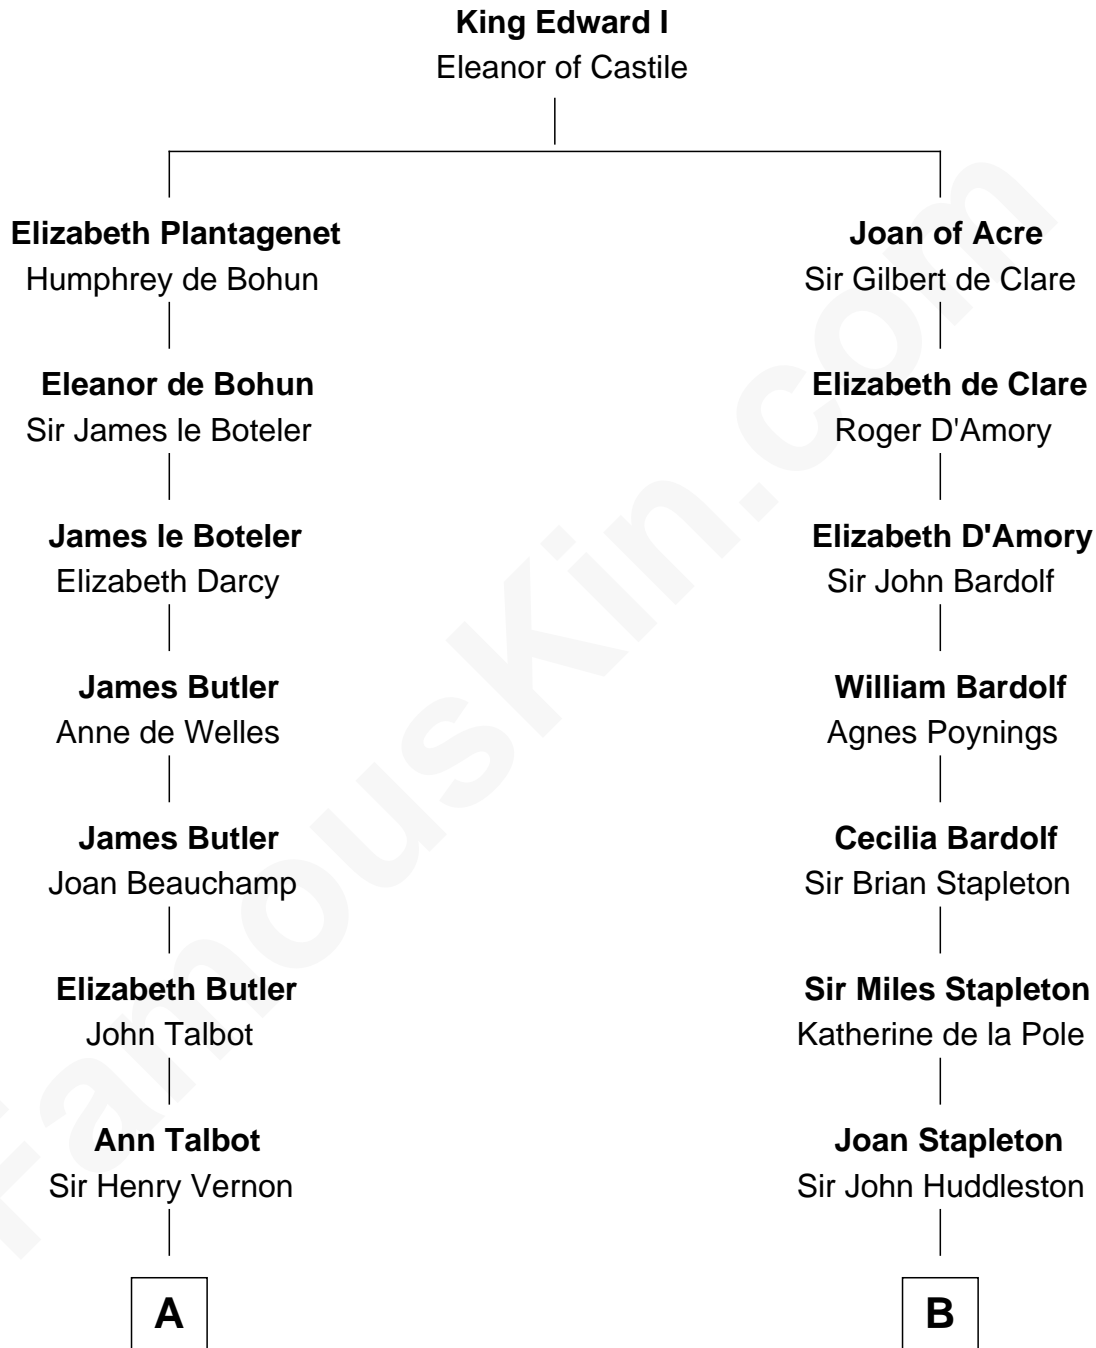 King Edward I
Eleanor of Castile
Elizabeth Plantagenet
Humphrey de Bohun
Joan of Acre
Sir Gilbert de Clare
Eleanor de Bohun
Sir James le Boteler
Elizabeth de Clare
Roger D'Amory
James le Boteler
Elizabeth Darcy
Elizabeth D'Amory
Sir John Bardolf
James Butler
Anne de Welles
William Bardolf
Agnes Poynings
James Butler
Joan Beauchamp
Cecilia Bardolf
Sir Brian Stapleton
Elizabeth Butler
John Talbot
Sir Miles Stapleton
Katherine de la Pole
Ann Talbot
Sir Henry Vernon
Joan Stapleton
Sir John Huddleston
A
B
FamousKin.com